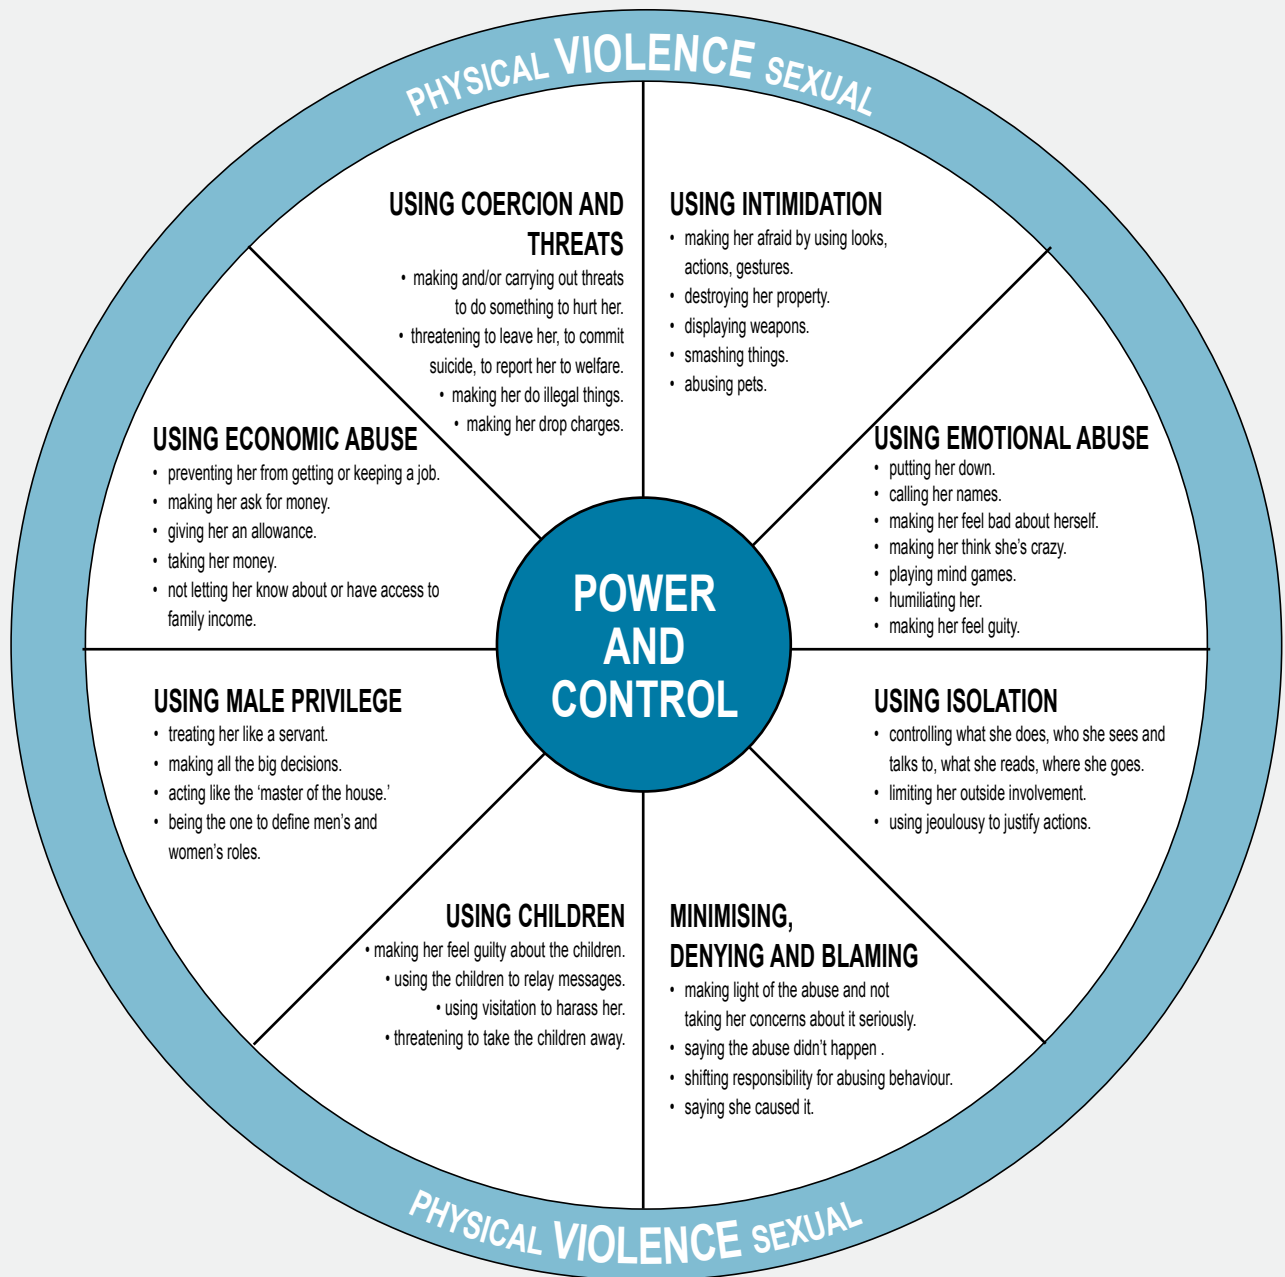 PHYSICAL VIOLENCE SEXUAL
USING COERCION AND
THREATS
• making and/or carrying out threats
to do something to hurt her.
• threatening to leave her, to commit
suicide, to report her to welfare.
• making her do illegal things.
• making her drop charges.
USING INTIMIDATION
• making her afraid by using looks,
actions, gestures.
• destroying her property.
• displaying weapons.
• smashing things.
• abusing pets.
USING ECONOMIC ABUSE
• preventing her from getting or keeping a job.
• making her ask for money.
• giving her an allowance.
• taking her money.
• not letting her know about or have access to
family income.
USING EMOTIONAL ABUSE
• putting her down.
• calling her names.
• making her feel bad about herself.
• making her think she's crazy.
• playing mind games.
• humiliating her.
• making her feel guity.
POWER
AND
CONTROL
USING MALE PRIVILEGE
• treating her like a servant.
• making all the big decisions.
• acting like the ‘master of the house.’
• being the one to define men's and
women's roles.
USING ISOLATION
• controlling what she does, who she sees and
talks to, what she reads, where she goes.
• limiting her outside involvement.
• using jeoulousy to justify actions.
USING CHILDREN
• making her feel guilty about the children.
• using the children to relay messages.
• using visitation to harass her.
• threatening to take the children away.
MINIMISING,
DENYING AND BLAMING
• making light of the abuse and not
taking her concerns about it seriously.
• saying the abuse didn't happen .
• shifting responsibility for abusing behaviour.
• saying she caused it.
PHYSICAL VIOLENCE SEXUAL